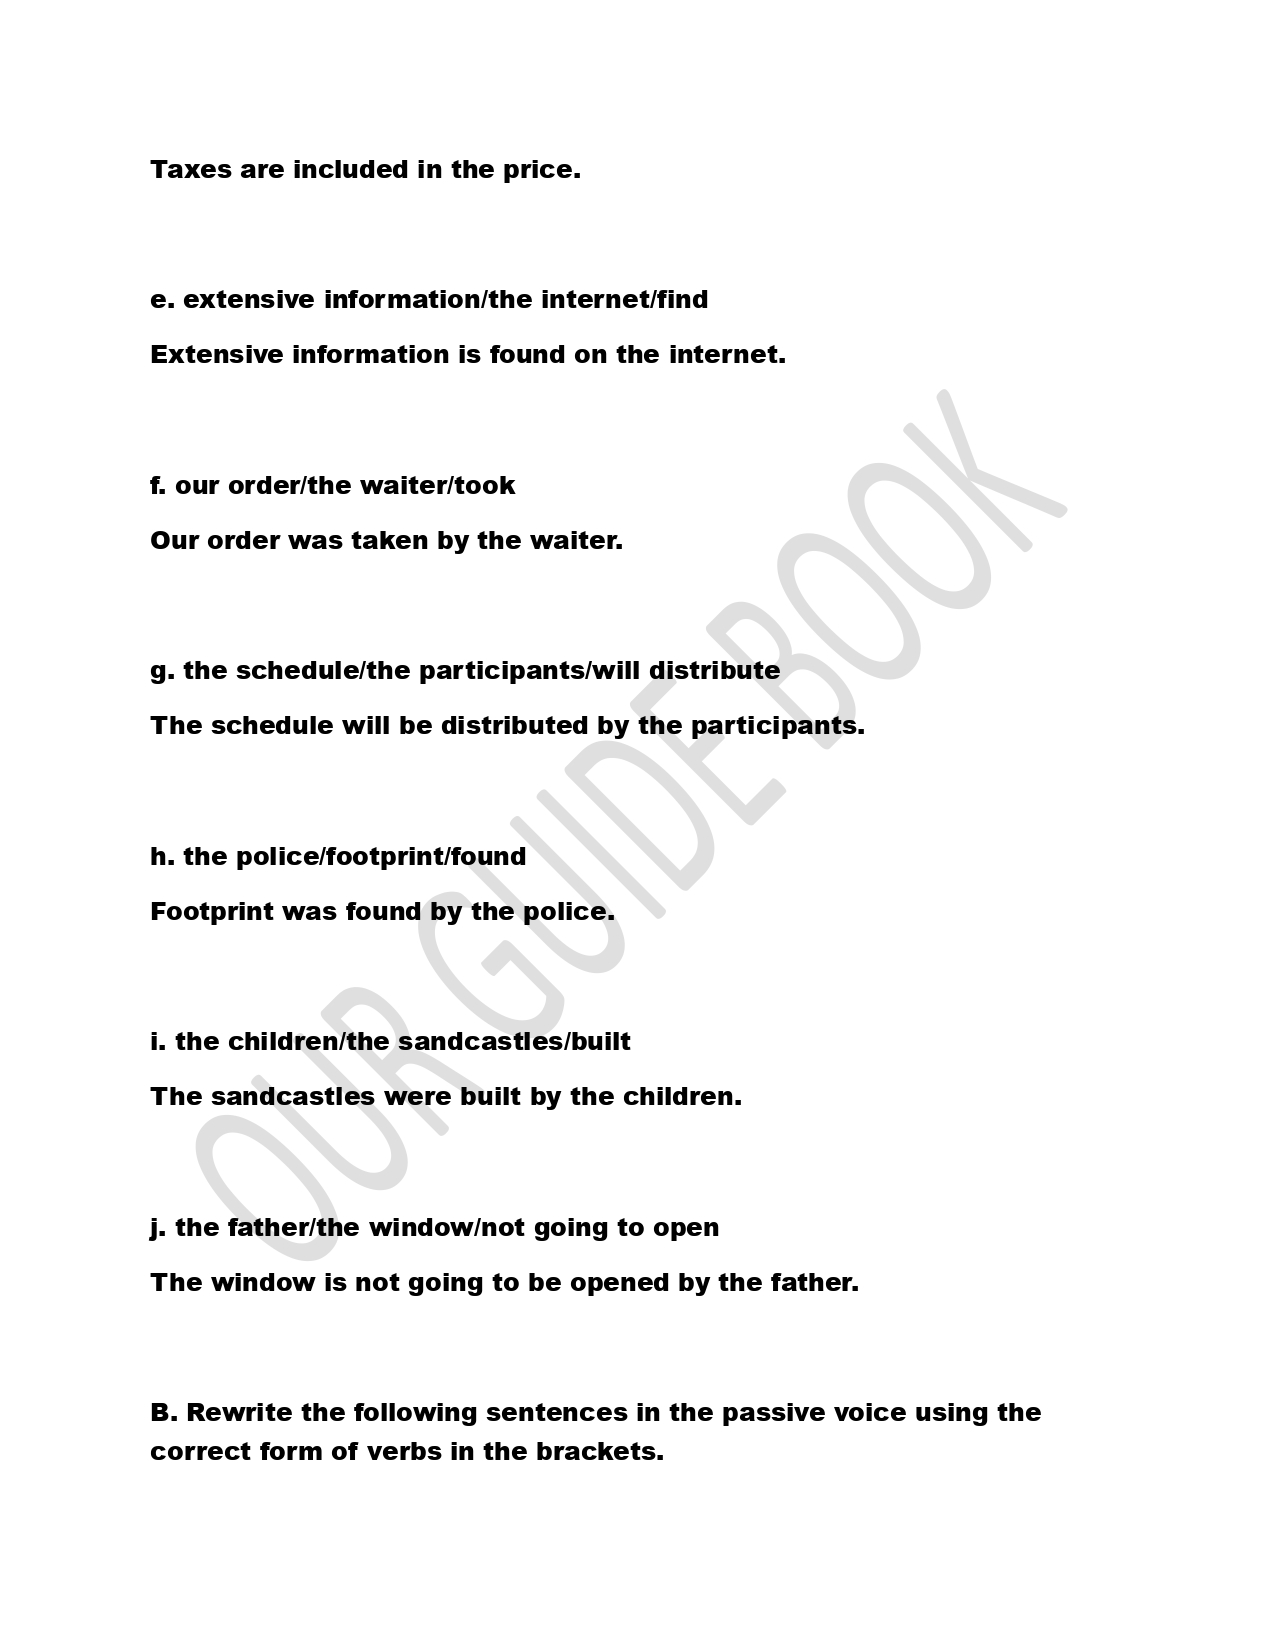 Taxes are included in the price.
e. extensive information/the internet/find
Extensive information is found on the internet.
f. our order/the waiter/took
Our order was taken by the waiter.
g. the schedule/the participants/will distribute
The schedule will be distributed by the participants.
h. the police/footprint/found
Footprint was found by the police.
i. the children/the sandcastles/built
The sandcastles were built by the children.
j. the father/the window/not going to open
The window is not going to be opened by the father.
B. Rewrite the following sentences in the passive voice using the
correct form of verbs in the brackets.
OUR GUIDE BOOK